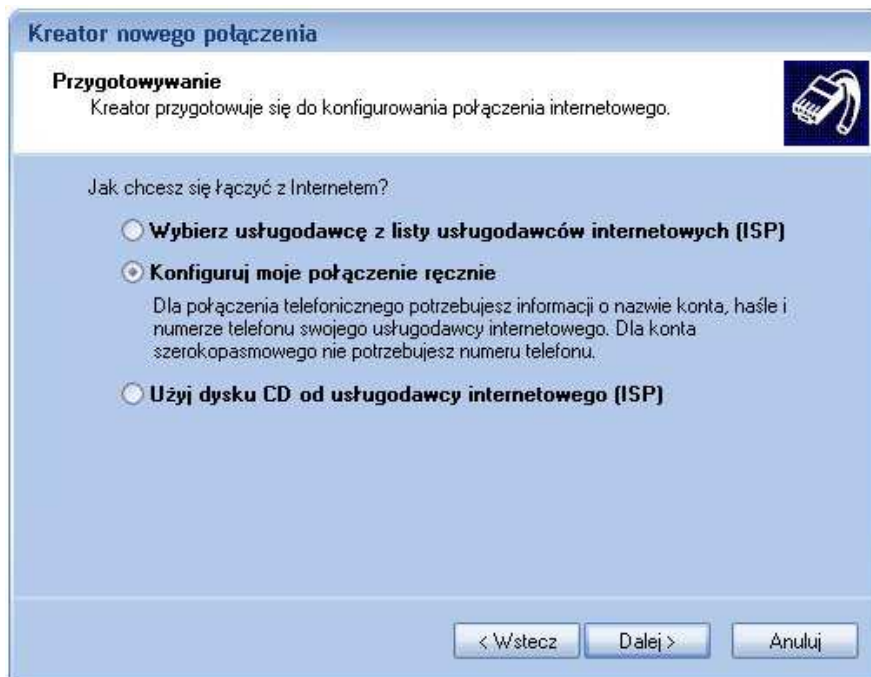 Kreator nowego połączenia
Przygotowywanie
Kreator przygotowuje się do konfigurowania połączenia internetowego.
Jak chcesz się łączyć z Internetem?
Wybierz usługodawcę z listy usługodawców internetowych (ISP)
Konfiguruj moje połączenie ręcznie
Dla połączenia telefonicznego potrzebujesz informacji o nazwie konta, haśle i
numerze telefonu swojego usługodawcy internetowego. Dla konta
szerokopasmowego nie potrzebujesz numeru telefonu.
Użyj dysku CD od usługodawcy internetowego (ISP)
< Wstecz
Dalej >
Anuluj